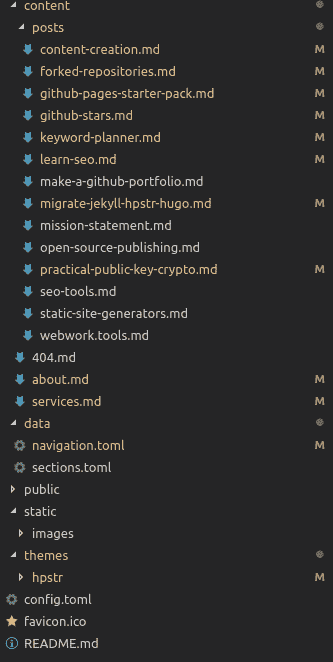 content
posts
content-creation.md M
forked-repositories.md M
github-pages-starter-pack.md M
github-stars.md M
keyword-planner.md M
learn-seo.md M
make-a-github-portfolio.md
migrate-jekyll-hpstr-hugo.md M
mission-statement.md
open-source-publishing.md
practical-public-key-crypto.md M
seo-tools.md
static-site-generators.md
webwork.tools.md
404.md
about.md M
services.md M
data
navigation.toml M
sections.toml
public
static
images
themes
hpstr M
config.toml
favicon.ico
README.md